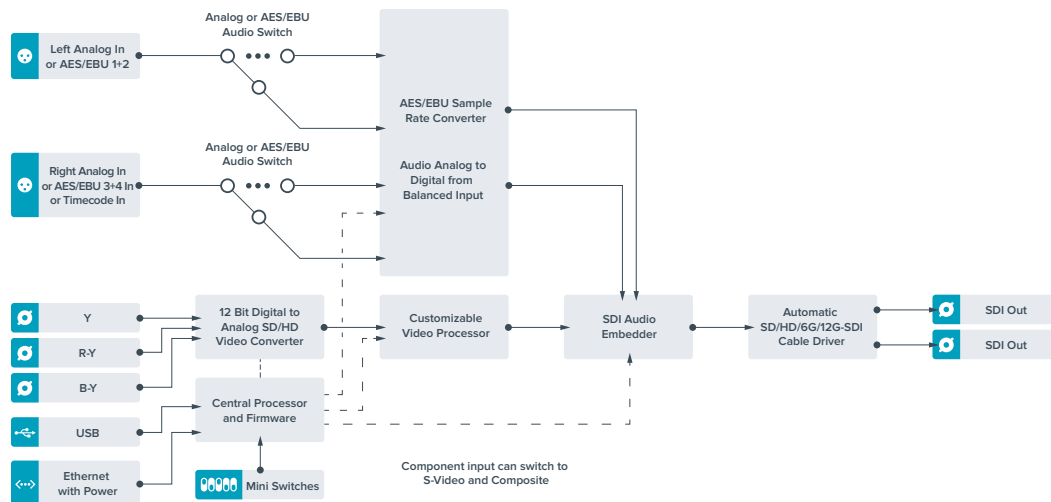 Analog or AES/EBU
Audio Switch
Left Analog In
or AES/EBU 1+2
AES/EBU Sample
Rate Converter
Analog or AES/EBU
Audio Switch
Right Analog In
or AES/EBU 3+4 In
or Timecode In
Audio Analog to
Digital from
Balanced Input
Y
R-Y
B-Y
12 Bit Digital to
Analog SD/HD
Video Converter
Customizable
Video Processor
SDI Audio
Embedder
Automatic
SD/HD/6G/12G-SDI
Cable Driver
SDI Out
SDI Out
Central Processor
and Firmware
USB
Ethernet
with Power
Mini Switches
Component input can switch to
S-Video and Composite